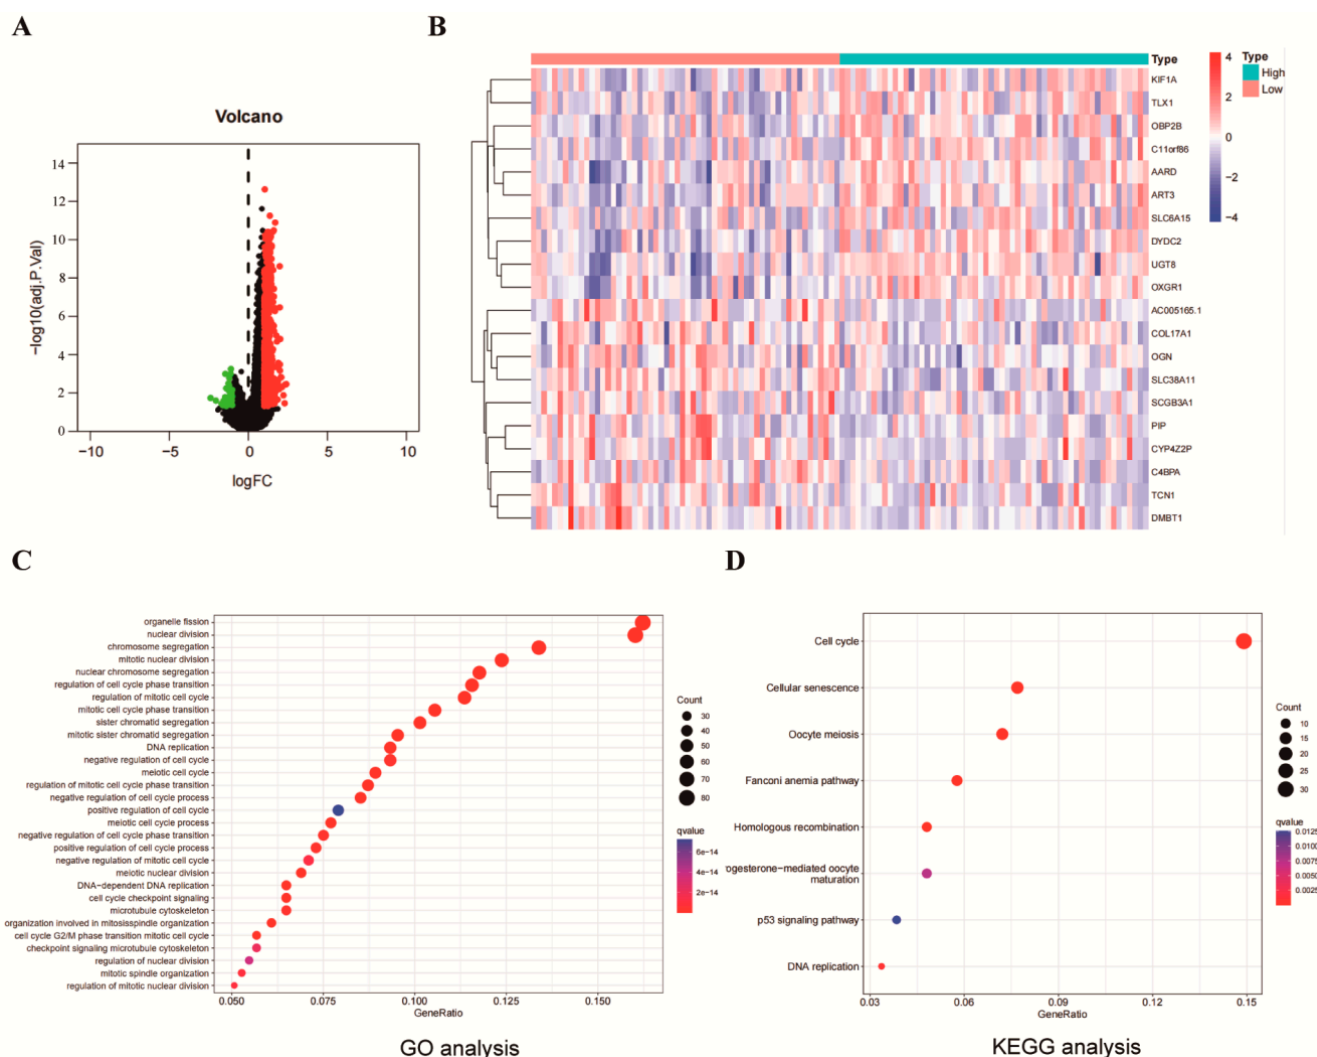 A
Volcano
14
12
10
8
6
4
2
0
−log10(adj.P.Val)
−10
−5
0
5
10
logFC
B
Type
KIF1A
TLX1
OBP2B
C11orf86
AARD
ART3
SLC6A15
DYDC2
UGT8
OXGR1
AC005165.1
COL17A1
OGN
SLC38A11
SCGB3A1
PIP
CYP4Z2P
C4BPA
TCN1
DMBT1
4
2
0
−2
−4
Type
High
Low
C
organelle fission
nuclear division
chromosome segregation
mitotic nuclear division
nuclear chromosome segregation
regulation of cell cycle phase transition
regulation of mitotic cell cycle
mitotic cell cycle phase transition
sister chromatid segregation
mitotic sister chromatid segregation
DNA replication
negative regulation of cell cycle
meiotic cell cycle
regulation of mitotic cell cycle phase transition
negative regulation of cell cycle process
positive regulation of cell cycle
meiotic cell cycle process
negative regulation of cell cycle phase transition
positive regulation of cell cycle process
negative regulation of mitotic cell cycle
meiotic nuclear division
DNA−dependent DNA replication
cell cycle checkpoint signaling
microtubule cytoskeleton
organization involved in mitosisspindle organization
cell cycle G2/M phase transition mitotic cell cycle
checkpoint signaling microtubule cytoskeleton
regulation of nuclear division
mitotic spindle organization
regulation of mitotic nuclear division
0.050
0.075
0.100
0.125
0.150
GeneRatio
Count
30
40
50
60
70
80
qvalue
6e−14
4e−14
2e−14
GO analysis
D
Cell cycle
Cellular senescence
Oocyte meiosis
Fanconi anemia pathway
Homologous recombination
ogesterone−mediated oocyte
maturation
p53 signaling pathway
DNA replication
0.03
0.06
0.09
0.12
0.15
GeneRatio
Count
10
15
20
25
30
qvalue
0.0125
0.0100
0.0075
0.0050
0.0025
KEGG analysis